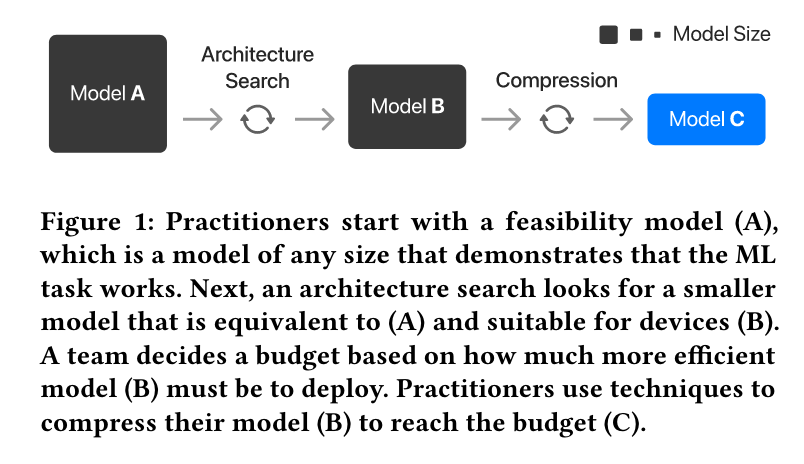 Model A
Architecture
Search
Model B
Compression
Model C
Model Size
Figure 1: Practitioners start with a feasibility model (A),
which is a model of any size that demonstrates that the ML
task works. Next, an architecture search looks for a smaller
model that is equivalent to (A) and suitable for devices (B).
A team decides a budget based on how much more efficient
model (B) must be to deploy. Practitioners use techniques to
compress their model (B) to reach the budget (C).